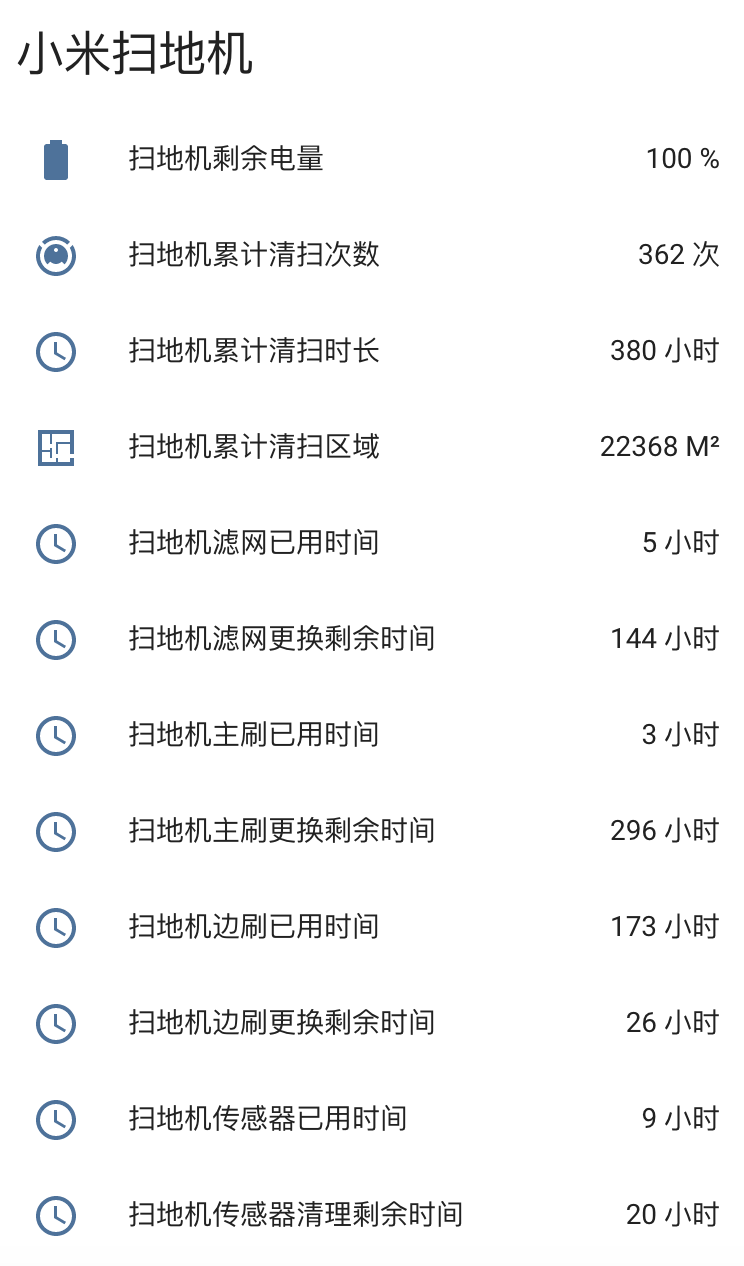 小米扫地机
扫地机剩余电量 100 %
扫地机累计清扫次数 362 次
扫地机累计清扫时长 380 小时
扫地机累计清扫区域 22368 M²
扫地机滤网已用时间 5 小时
扫地机滤网更换剩余时间 144 小时
扫地机主刷已用时间 3 小时
扫地机主刷更换剩余时间 296 小时
扫地机边刷已用时间 173 小时
扫地机边刷更换剩余时间 26 小时
扫地机传感器已用时间 9 小时
扫地机传感器清理剩余时间 20 小时